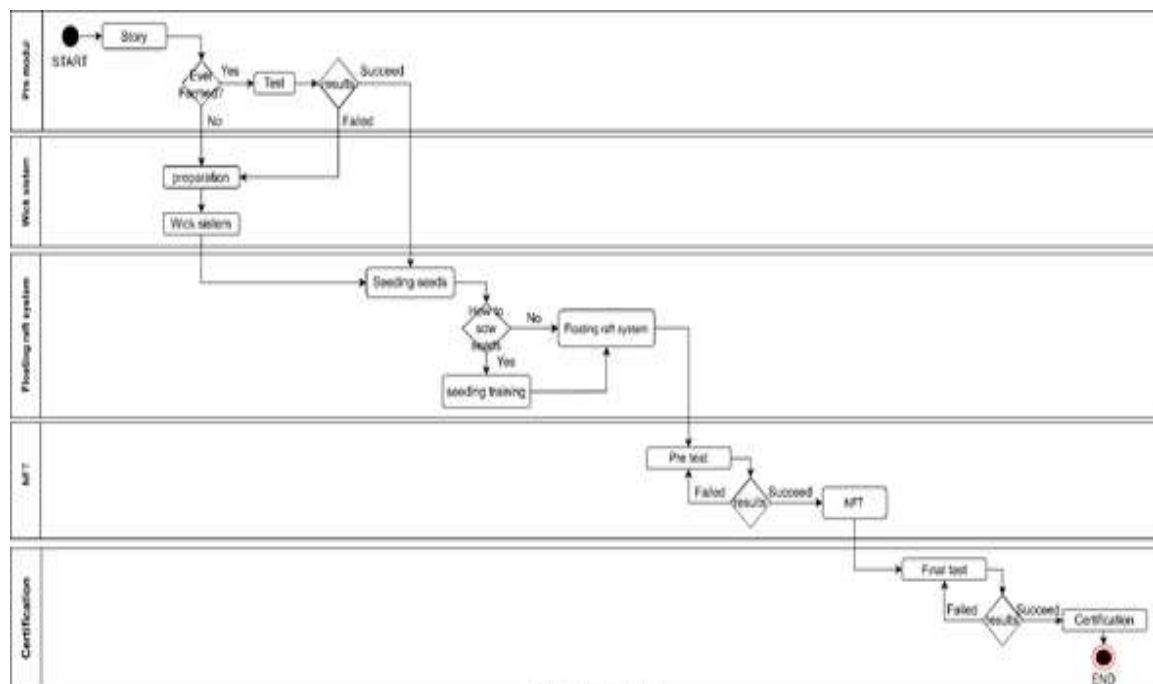 Pre modul
START
Story
Ever
Farmed?
Yes
Test
results
Succeed
No
Failed
Wick sistem
preparation
Wick sistem
Floating raft system
Seeding seeds
How to
sow
seeds
No
Floating raft system
Yes
seeding training
NFT
Pre test
Failed
results
Succeed
NFT
Certification
Final test
Failed
results
Succeed
Certification
END